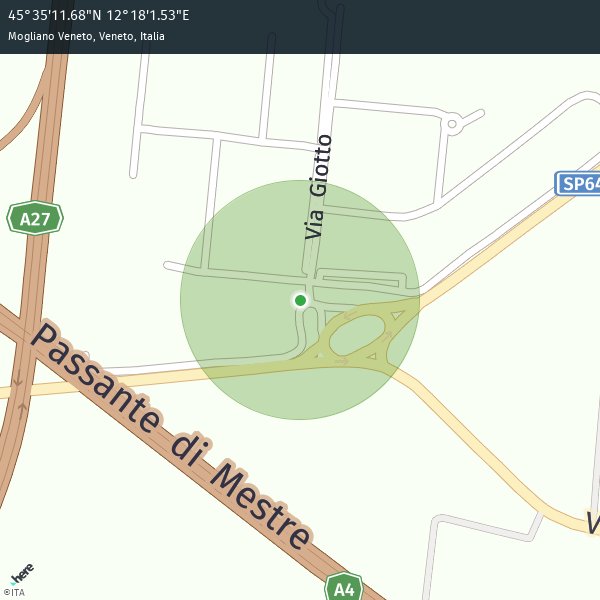 45°35'11.68"N 12°18'1.53"E
Mogliano Veneto, Veneto, Italia
Via Giotto
SP64
A27
Passante di Mestre
V
A4
here
©ITA